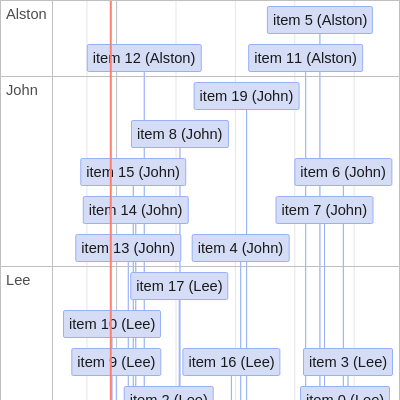 Alston
item 5 (Alston)
item 12 (Alston)
item 11 (Alston)
John
item 19 (John)
item 8 (John)
item 15 (John)
item 6 (John)
item 14 (John)
item 7 (John)
item 13 (John)
item 4 (John)
Lee
item 17 (Lee)
item 10 (Lee)
item 9 (Lee)
item 16 (Lee)
item 3 (Lee)
item 2 (Lee)
item 0 (Lee)